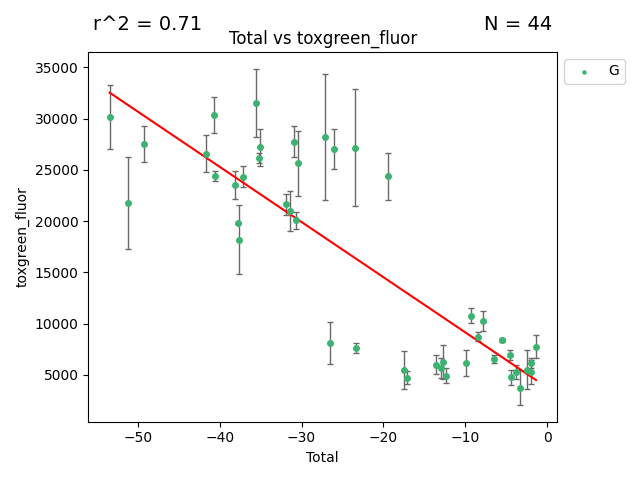 r^2 = 0.71
N = 44
Total vs toxgreen_fluor
35000
30000
25000
20000
15000
10000
5000
toxgreen_fluor
−50
−40
−30
−20
−10
0
Total
G